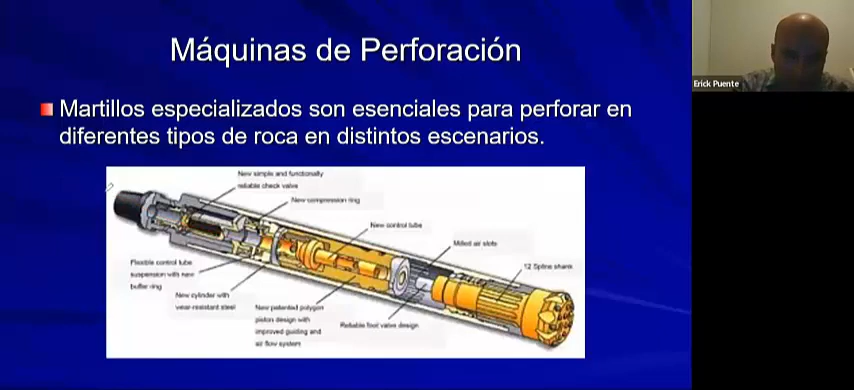 Máquinas de Perforación
Erick Puente
Martillos especializados son esenciales para perforar en
diferentes tipos de roca en distintos escenarios.
New simple and functionally
reliable check valve
New compression ring
New control tube
Milled air slots
12 Spline shank
Flexible control tube
suspension with new
buffer ring
New cylinder with
wear-resistant steel
New patented polygon
piston design with
improved guiding and
air flow system
Reliable foot valve design